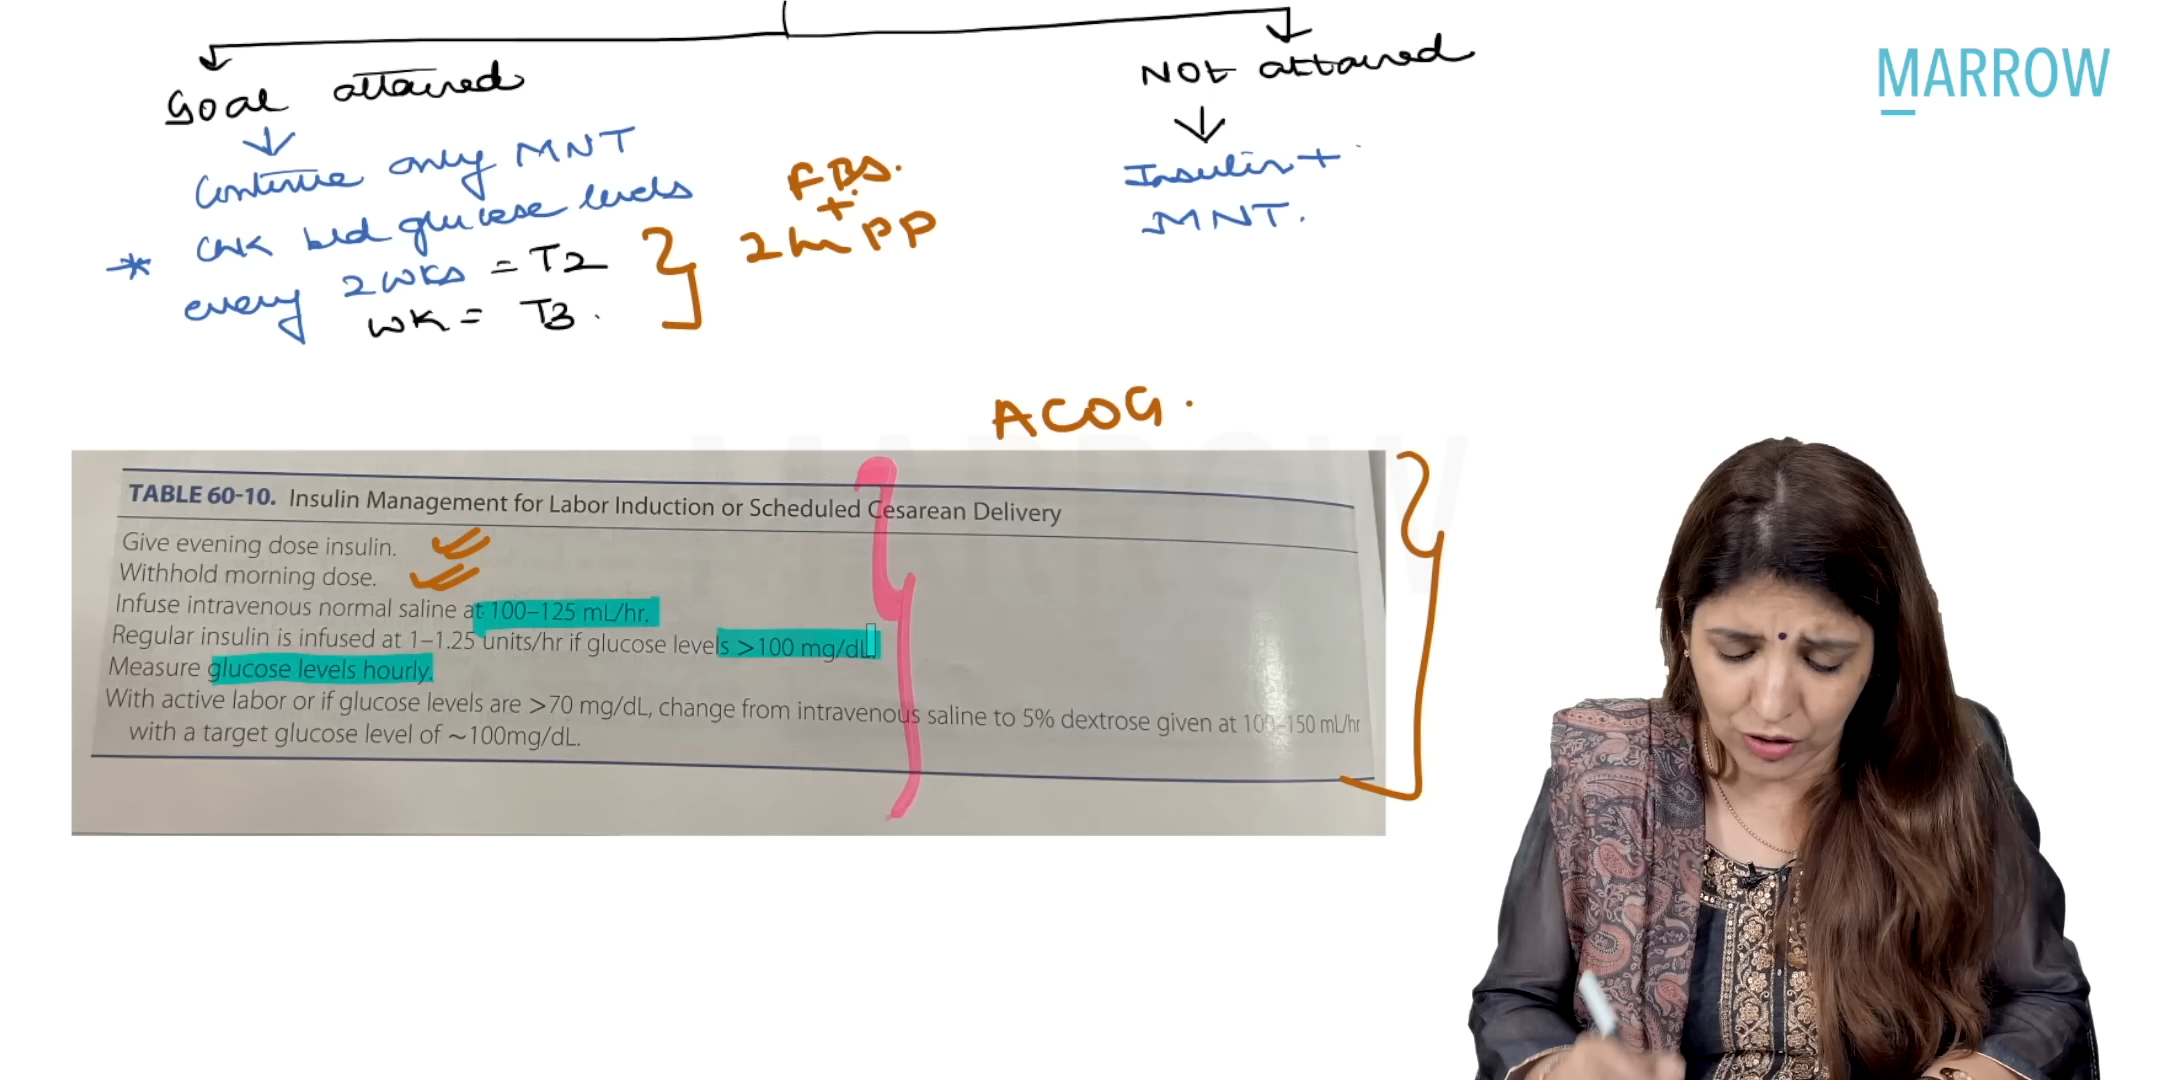 Goal attained
NOT attained
MARROW
Continue only MNT
Insulin +
MNT.
chk bld glucose levels
* every 2wks = T2
wk = T3.
FBS.
+
2hr PP
ACOG.
TABLE 60-10. Insulin Management for Labor Induction or Scheduled Cesarean Delivery
Give evening dose insulin.
Withhold morning dose.
Infuse intravenous normal saline at 100–125 mL/hr.
Regular insulin is infused at 1–1.25 units/hr if glucose levels >100 mg/dL.
Measure glucose levels hourly.
With active labor or if glucose levels are >70 mg/dL, change from intravenous saline to 5% dextrose given at 100–150 mL/hr
with a target glucose level of ~100mg/dL.
MARROW